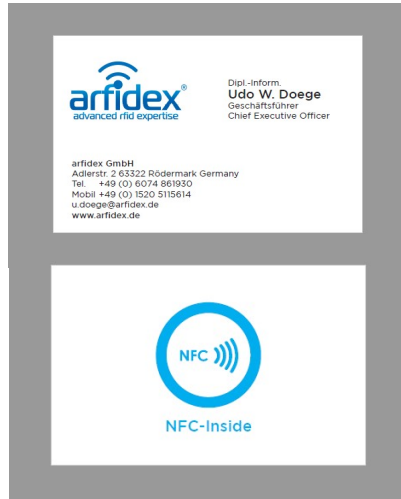 arfidex®
advanced rfid expertise
Dipl.-Inform.
Udo W. Doege
Geschäftsführer
Chief Executive Officer
arfidex GmbH
Adlerstr. 2 63322 Rödermark Germany
Tel. +49 (0) 6074 861930
Mobil +49 (0) 1520 5115614
u.doege@arfidex.de
www.arfidex.de
NFC
NFC-Inside